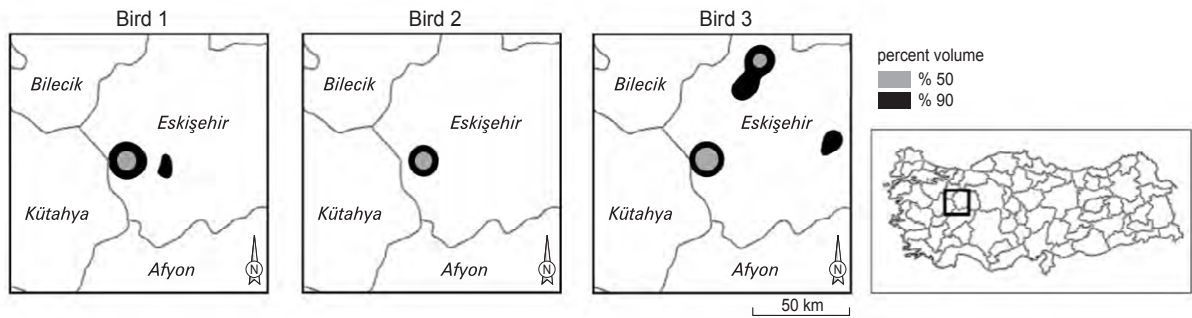 Bird 1
Bilecik
Eskişehir
Kütahya
Afyon
N
Bird 2
Bilecik
Eskişehir
Kütahya
Afyon
N
Bird 3
Bilecik
Eskişehir
Kütahya
Afyon
N
50 km
percent volume
% 50
% 90